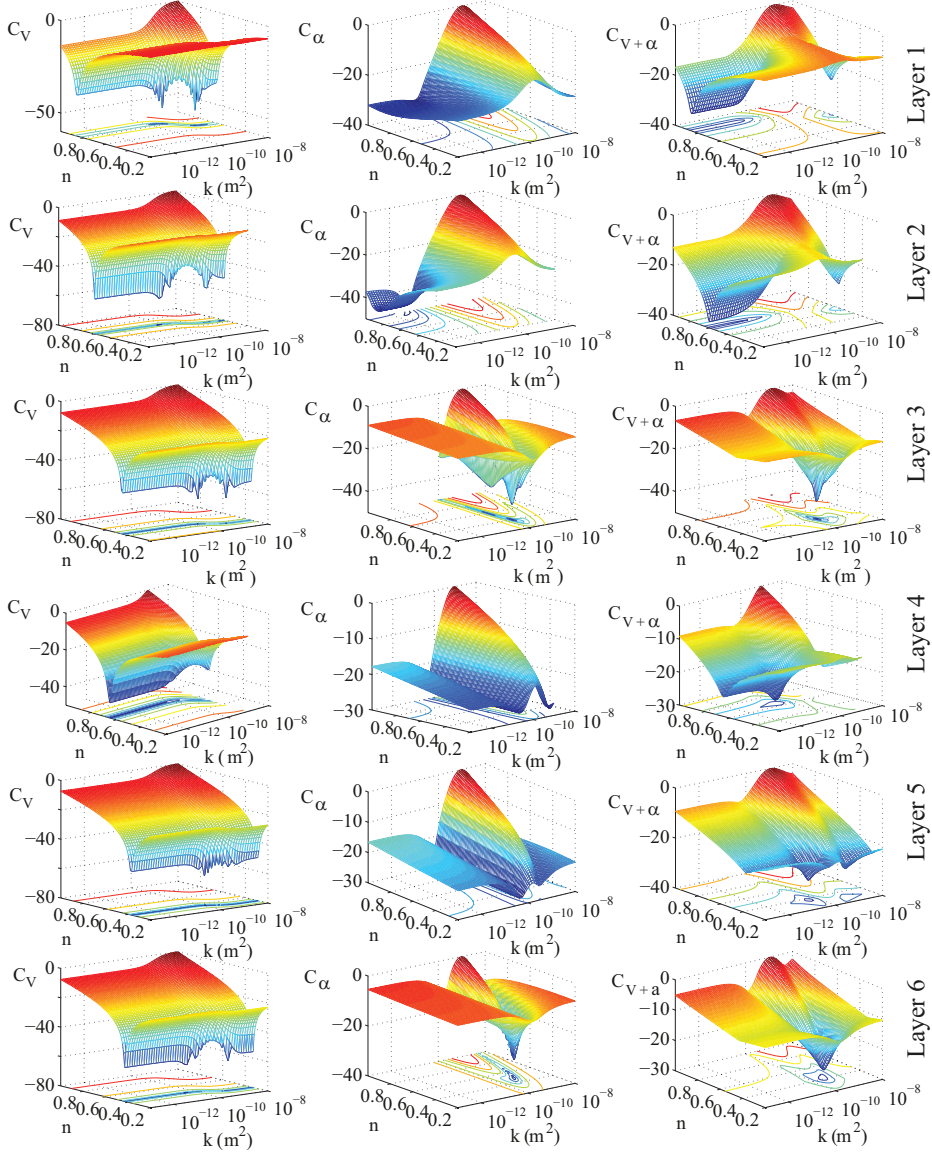 C_V 0 −50 0.8 0.6 0.4 0.2 n 10^−12 10^−10 10^−8 k (m^2)
C_α 0 −20 −40 0.8 0.6 0.4 0.2 n 10^−12 10^−10 10^−8 k (m^2)
C_V+α 0 −20 −40 0.8 0.6 0.4 0.2 n 10^−12 10^−10 10^−8 k (m^2)
Layer 1
C_V 0 −40 −80 0.8 0.6 0.4 0.2 n 10^−12 10^−10 10^−8 k (m^2)
C_α 0 −20 −40 0.8 0.6 0.4 0.2 n 10^−12 10^−10 10^−8 k (m^2)
C_V+α 0 −20 −40 0.8 0.6 0.4 0.2 n 10^−12 10^−10 10^−8 k (m^2)
Layer 2
C_V 0 −40 −80 0.8 0.6 0.4 0.2 n 10^−12 10^−10 10^−8 k (m^2)
C_α 0 −20 −40 0.8 0.6 0.4 0.2 n 10^−12 10^−10 10^−8 k (m^2)
C_V+α 0 −20 −40 0.8 0.6 0.4 0.2 n 10^−12 10^−10 10^−8 k (m^2)
Layer 3
C_V 0 −20 −40 0.8 0.6 0.4 0.2 n 10^−12 10^−10 10^−8 k (m^2)
C_α 0 −10 −20 −30 0.8 0.6 0.4 0.2 n 10^−12 10^−10 10^−8 k (m^2)
C_V+α 0 −10 −20 −30 0.8 0.6 0.4 0.2 n 10^−12 10^−10 10^−8 k (m^2)
Layer 4
C_V 0 −40 −80 0.8 0.6 0.4 0.2 n 10^−12 10^−10 10^−8 k (m^2)
C_α 0 −10 −20 −30 0.8 0.6 0.4 0.2 n 10^−12 10^−10 10^−8 k (m^2)
C_V+α 0 −20 −40 0.8 0.6 0.4 0.2 n 10^−12 10^−10 10^−8 k (m^2)
Layer 5
C_V 0 −40 −80 0.8 0.6 0.4 0.2 n 10^−12 10^−10 10^−8 k (m^2)
C_α 0 −20 −40 0.8 0.6 0.4 0.2 n 10^−12 10^−10 10^−8 k (m^2)
C_V+a 0 −10 −20 −30 0.8 0.6 0.4 0.2 n 10^−12 10^−10 10^−8 k (m^2)
Layer 6